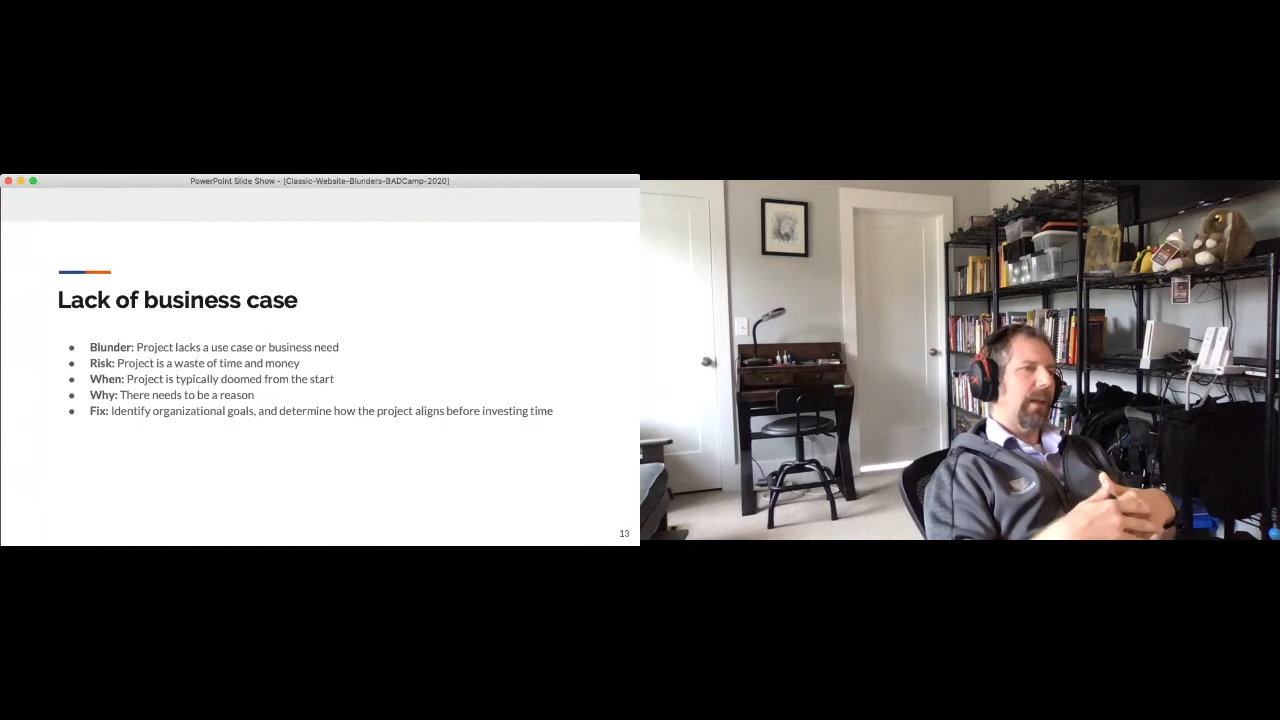 PowerPoint Slide Show - [Classic-Website-Blunders-BADCamp-2020]
Lack of business case
● Blunder: Project lacks a use case or business need
● Risk: Project is a waste of time and money
● When: Project is typically doomed from the start
● Why: There needs to be a reason
● Fix: Identify organizational goals, and determine how the project aligns before investing time
13